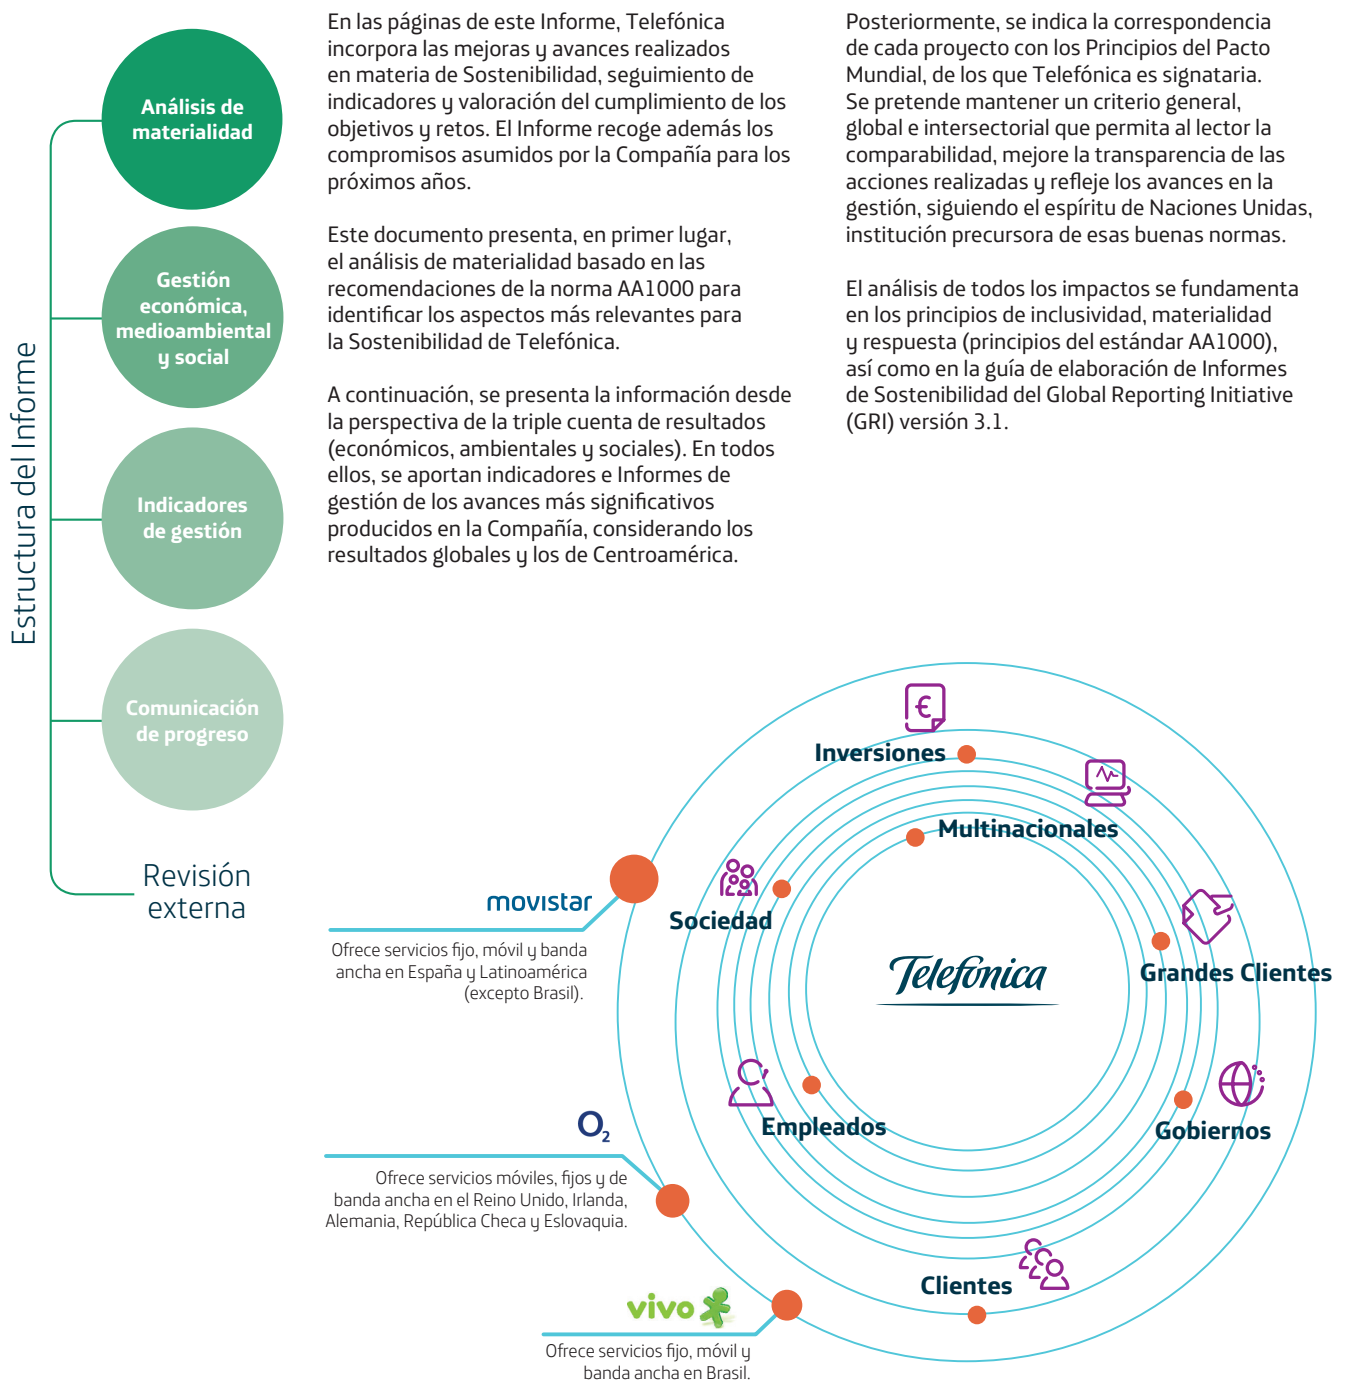 Estructura del Informe
Análisis de
materialidad
Gestión
económica,
medioambiental
y social
Indicadores
de gestión
Comunicación
de progreso
Revisión
externa
En las páginas de este Informe, Telefónica
incorpora las mejoras y avances realizados
en materia de Sostenibilidad, seguimiento de
indicadores y valoración del cumplimiento de los
objetivos y retos. El Informe recoge además los
compromisos asumidos por la Compañía para los
próximos años.
Este documento presenta, en primer lugar,
el análisis de materialidad basado en las
recomendaciones de la norma AA1000 para
identificar los aspectos más relevantes para
la Sostenibilidad de Telefónica.
A continuación, se presenta la información desde
la perspectiva de la triple cuenta de resultados
(económicos, ambientales y sociales). En todos
ellos, se aportan indicadores e Informes de
gestión de los avances más significativos
producidos en la Compañía, considerando los
resultados globales y los de Centroamérica.
Posteriormente, se indica la correspondencia
de cada proyecto con los Principios del Pacto
Mundial, de los que Telefónica es signataria.
Se pretende mantener un criterio general,
global e intersectorial que permita al lector la
comparabilidad, mejore la transparencia de las
acciones realizadas y refleje los avances en la
gestión, siguiendo el espíritu de Naciones Unidas,
institución precursora de esas buenas normas.
El análisis de todos los impactos se fundamenta
en los principios de inclusividad, materialidad
y respuesta (principios del estándar AA1000),
así como en la guía de elaboración de Informes
de Sostenibilidad del Global Reporting Initiative
(GRI) versión 3.1.
Inversiones
Multinacionales
Sociedad
Grandes Clientes
Telefónica
Empleados
Gobiernos
Clientes
movistar
Ofrece servicios fijo, móvil y banda
ancha en España y Latinoamérica
(excepto Brasil).
O2
Ofrece servicios móviles, fijos y de
banda ancha en el Reino Unido, Irlanda,
Alemania, República Checa y Eslovaquia.
vivo
Ofrece servicios fijo, móvil y
banda ancha en Brasil.